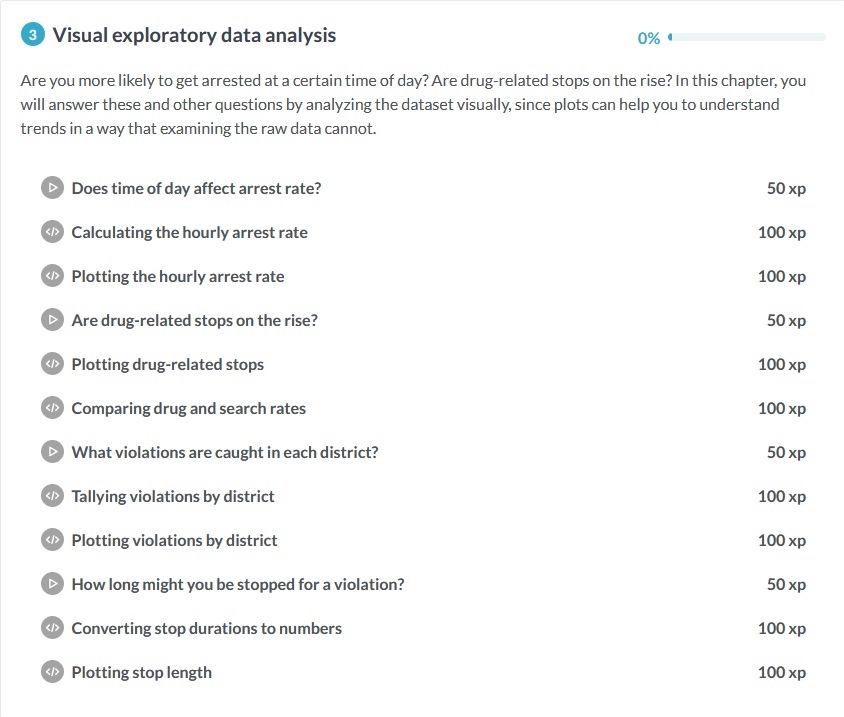 3 Visual exploratory data analysis 0%
Are you more likely to get arrested at a certain time of day? Are drug-related stops on the rise? In this chapter, you
will answer these and other questions by analyzing the dataset visually, since plots can help you to understand
trends in a way that examining the raw data cannot.
Does time of day affect arrest rate? 50 xp
</> Calculating the hourly arrest rate 100 xp
</> Plotting the hourly arrest rate 100 xp
Are drug-related stops on the rise? 50 xp
</> Plotting drug-related stops 100 xp
</> Comparing drug and search rates 100 xp
What violations are caught in each district? 50 xp
</> Tallying violations by district 100 xp
</> Plotting violations by district 100 xp
How long might you be stopped for a violation? 50 xp
</> Converting stop durations to numbers 100 xp
</> Plotting stop length 100 xp